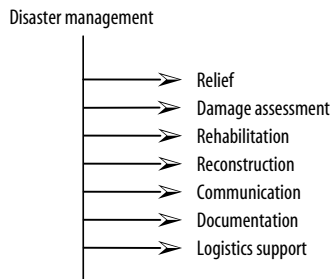 Disaster management
Relief
Damage assessment
Rehabilitation
Reconstruction
Communication
Documentation
Logistics support